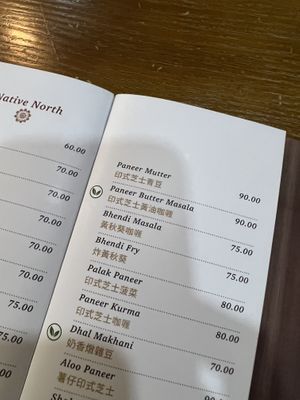 Native North
60.00
70.00
70.00
70.00
70.00
70.00
75.00
75.00
Paneer Mutter
印式芝士青豆 90.00
Paneer Butter Masala
印式芝士黃油咖喱 90.00
Bhendi Masala
黃秋葵咖喱 75.00
Bhendi Fry
炸黃秋葵 75.00
Palak Paneer
印式芝士菠菜 80.00
Paneer Kurma
印式芝士咖喱 80.00
Dhal Makhani
奶香燉雜豆 70.00
Aloo Paneer
薯仔印式芝士